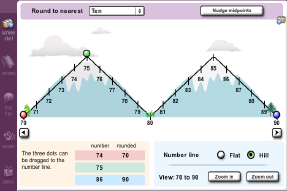 Round to nearest Ten Nudge midpoints
screen shot
75
74 76
73 77
72 78
71 79
85
84 86
83 87
82 88
81 89
70 80 90
number rounded
74 70
75
86 90
The three dots can
be dragged to the
number line.
Number line Flat Hill
View: 70 to 90 Zoom in Zoom out